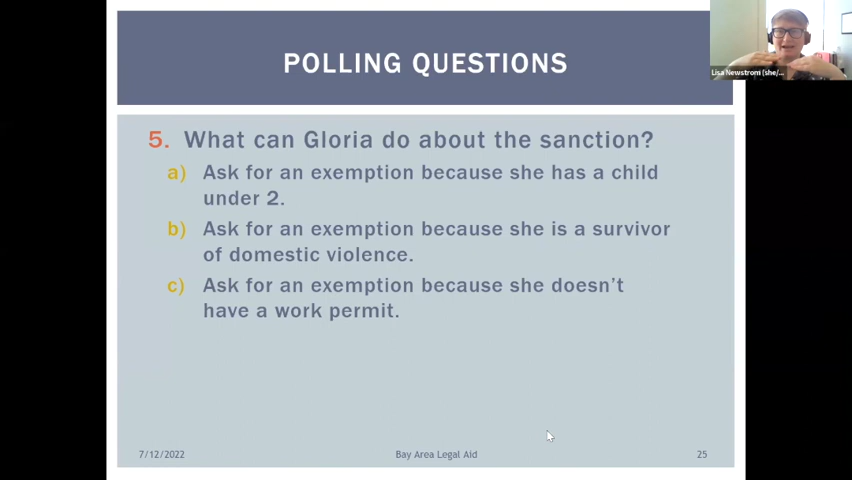 POLLING QUESTIONS
Lisa Newstrom (she/...
5. What can Gloria do about the sanction?
a) Ask for an exemption because she has a child
under 2.
b) Ask for an exemption because she is a survivor
of domestic violence.
c) Ask for an exemption because she doesn't
have a work permit.
7/12/2022 Bay Area Legal Aid 25